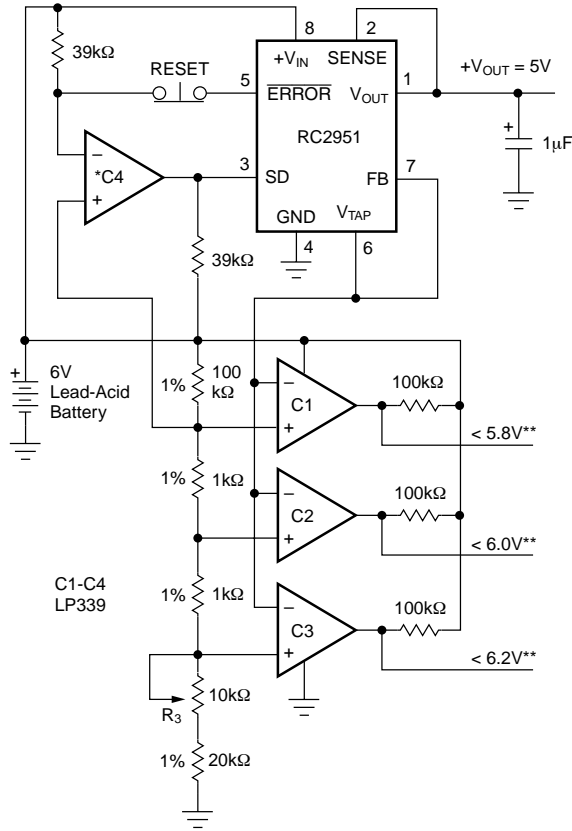 8
2
39kΩ
+VIN
SENSE
RESET
5
ERROR
VOUT
1
+VOUT = 5V
RC2951
+
1µF
–
*C4
+
3
SD
FB
7
GND
VTAP
39kΩ
4
6
+
6V
Lead-Acid
Battery
1%
100
kΩ
–
C1
+
100kΩ
< 5.8V**
1%
1kΩ
–
C2
+
100kΩ
< 6.0V**
C1-C4
LP339
1%
1kΩ
–
C3
+
100kΩ
< 6.2V**
R3
10kΩ
1%
20kΩ